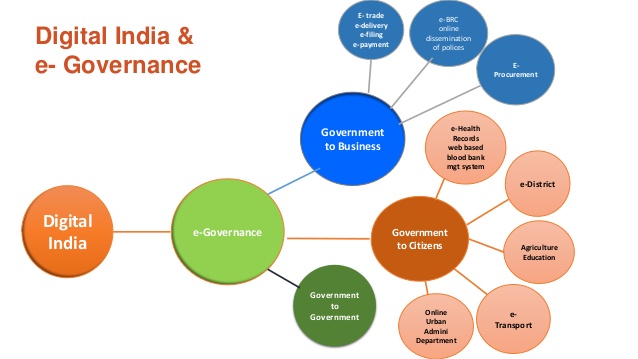 Digital India &
e- Governance
E- trade
e-delivery
e-filing
e-payment
e-BRC
online
dissemination
of polices
E-
Procurement
Government
to Business
e-Health
Records
web based
blood bank
mgt system
e-District
Digital
India
e-Governance
Government
to Citizens
Agriculture
Education
Government
to
Government
Online
Urban
Admini
Department
e-
Transport